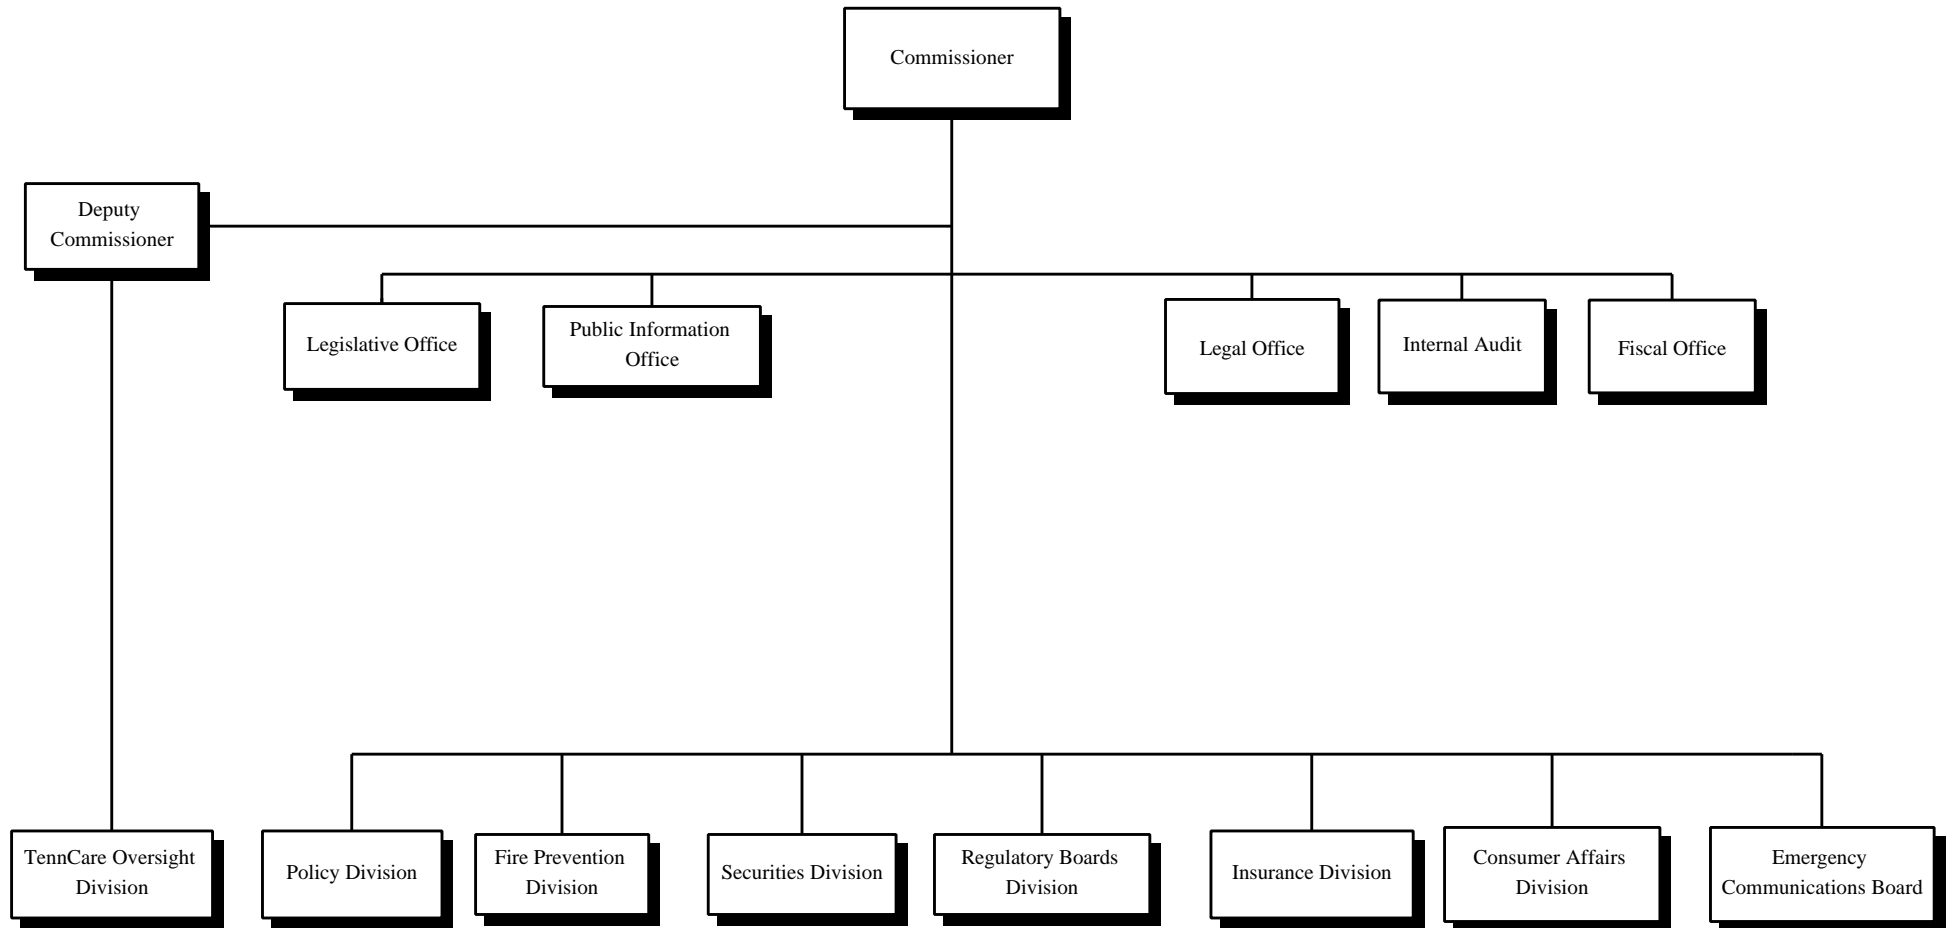 Commissioner
Deputy
Commissioner
Legislative Office
Public Information
Office
Legal Office
Internal Audit
Fiscal Office
TennCare Oversight
Division
Policy Division
Fire Prevention
Division
Securities Division
Regulatory Boards
Division
Insurance Division
Consumer Affairs
Division
Emergency
Communications Board